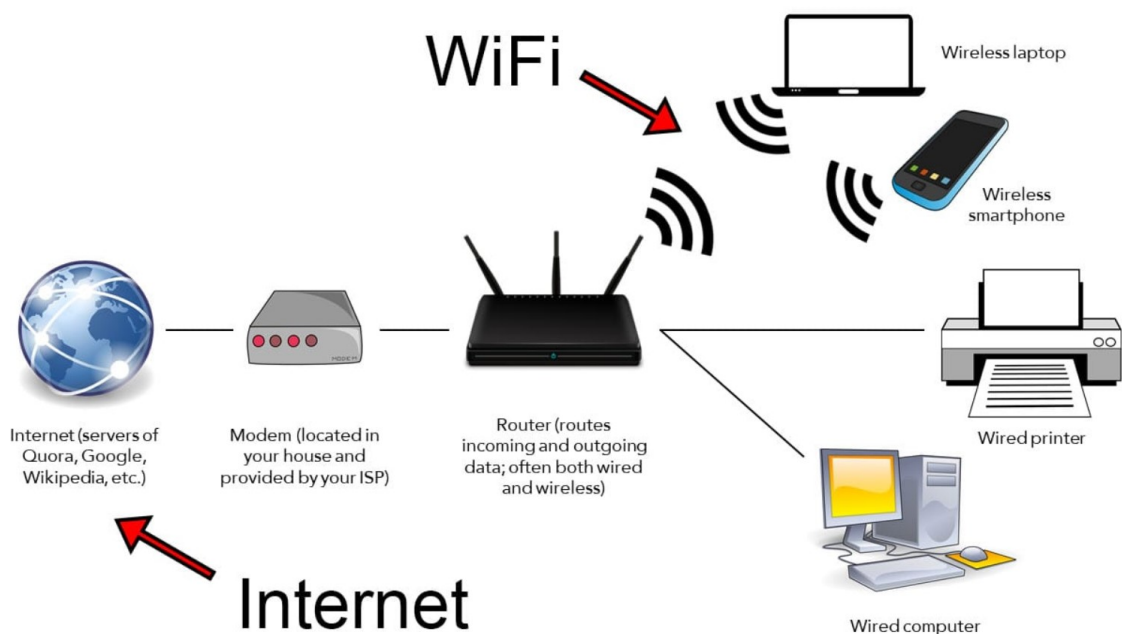 WiFi
Wireless laptop
Wireless
smartphone
MODEM
Internet (servers of
Quora, Google,
Wikipedia, etc.)
Modem (located in
your house and
provided by your ISP)
Router (routes
incoming and outgoing
data; often both wired
and wireless)
Wired printer
Internet
Wired computer